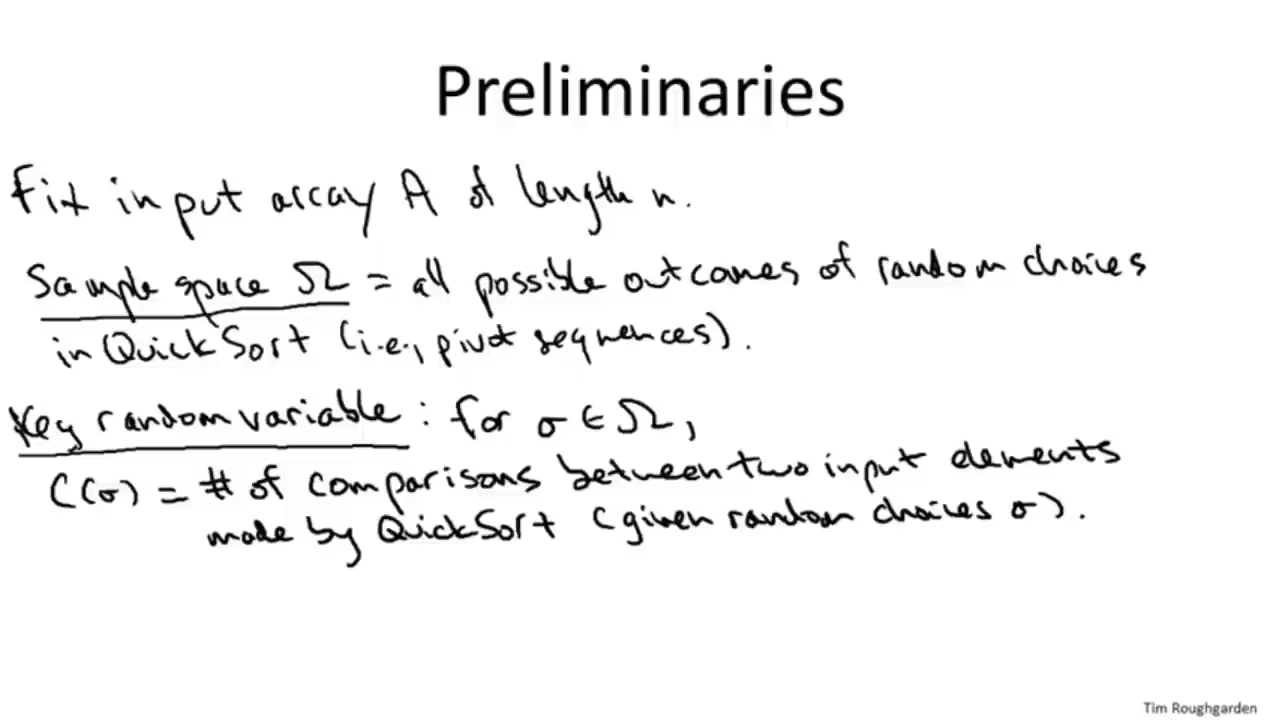 Preliminaries
Fix input array A of length n.
Sample space Ω = all possible outcomes of random choices
in QuickSort (i.e., pivot sequences).
Key random variable : for σ ∈ Ω,
C(σ) = # of comparisons between two input elements
made by QuickSort (given random choices σ).
Tim Roughgarden